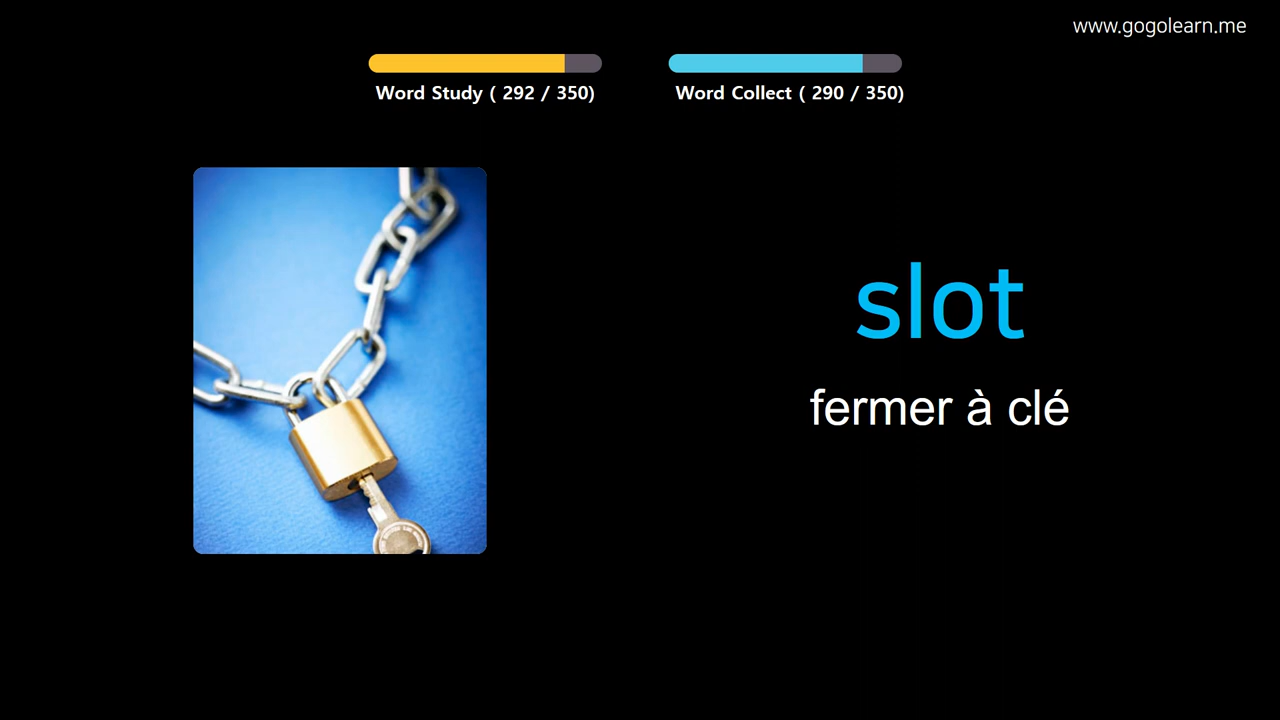 www.gogolearn.me
Word Study ( 292 / 350)
Word Collect ( 290 / 350)
slot
fermer à clé